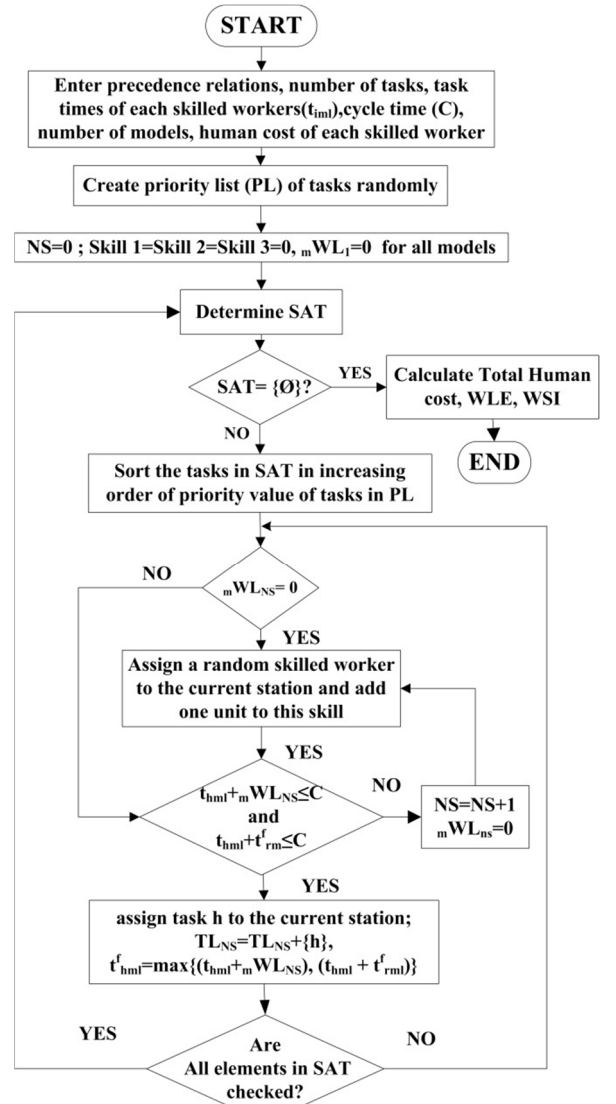 START
Enter precedence relations, number of tasks, task
times of each skilled workers(timl),cycle time (C),
number of models, human cost of each skilled worker
Create priority list (PL) of tasks randomly
NS=0 ; Skill 1=Skill 2=Skill 3=0, mWL1=0 for all models
Determine SAT
SAT= {Ø}?
YES
Calculate Total Human
cost, WLE, WSI
END
NO
Sort the tasks in SAT in increasing
order of priority value of tasks in PL
NO
mWLNS= 0
YES
Assign a random skilled worker
to the current station and add
one unit to this skill
YES
thml+mWLNS≤C
and
thml+tfrm≤C
NO
NS=NS+1
mWLns=0
YES
assign task h to the current station;
TLNS=TLNS+{h},
tfhml=max{(thml+mWLNS), (thml + tfrml)}
YES
Are
All elements in SAT
checked?
NO